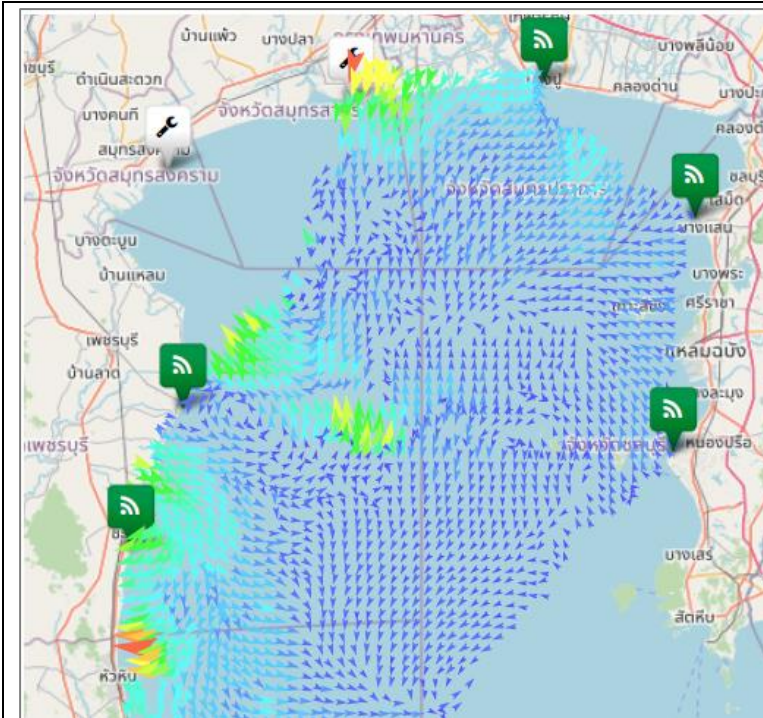 บ้านแพ้ว
บางปลา
กรุงเทพมหานคร
บางพลีน้อย
ดำเนินสะดวก
คลองด่าน
บางคนที
จังหวัดสมุทรสาคร
จังหวัดสมุทรสงคราม
จังหวัดสมุทรปราการ
ชลบุรี
เสม็ด
บางแสน
บางตะบูน
บ้านแหลม
บางพระ
เกาะสีชัง
ศรีราชา
เพชรบุรี
แหลมฉบัง
บ้านลาด
จังหวัดชลบุรี
หนองปรือ
บางเสร่
สัตหีบ
หัวหิน